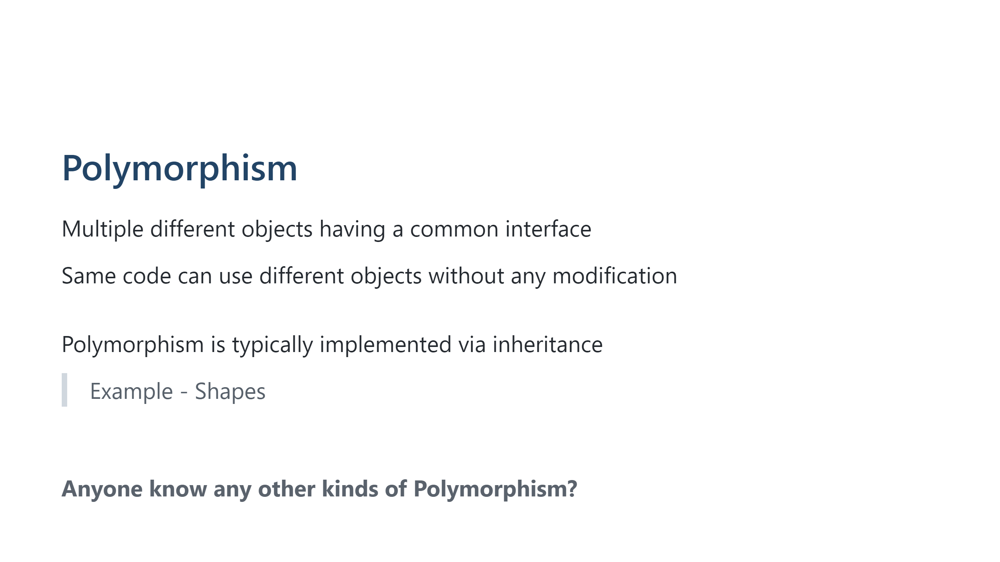 Polymorphism
Multiple different objects having a common interface
Same code can use different objects without any modification
Polymorphism is typically implemented via inheritance
Example - Shapes
Anyone know any other kinds of Polymorphism?